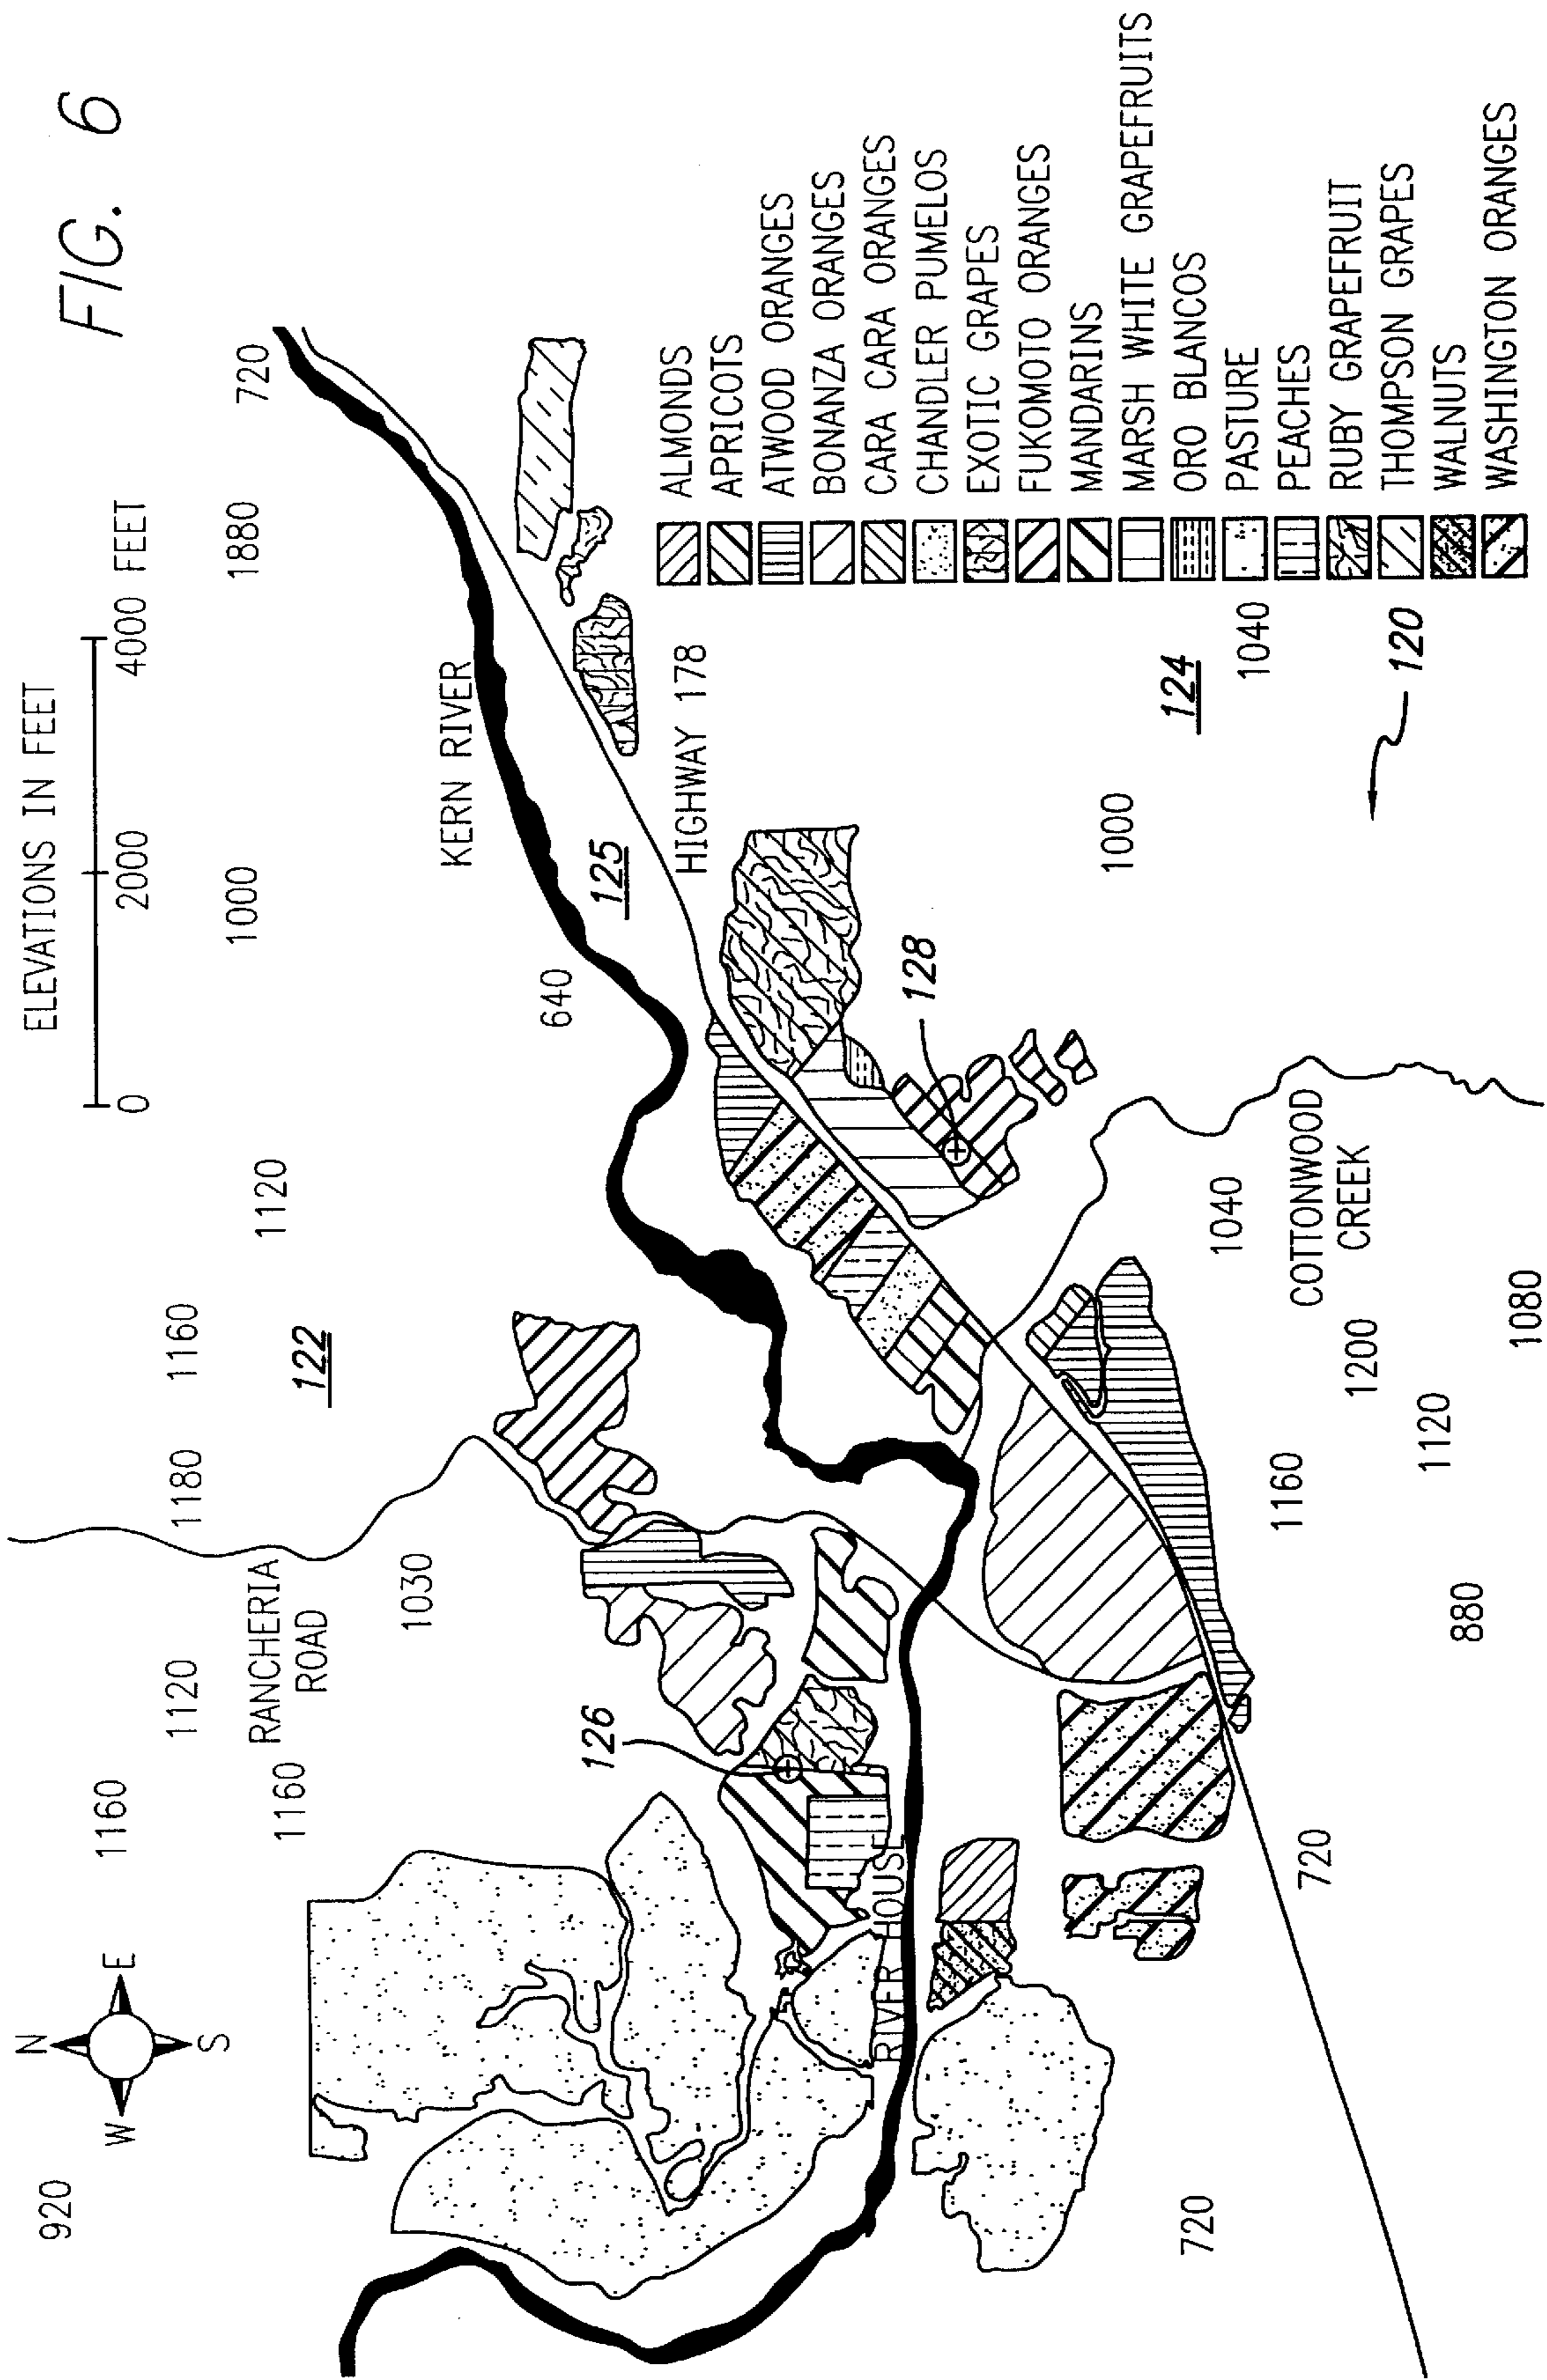 FIG. 6
ELEVATIONS IN FEET
0 2000 4000 FEET
N
W E
S
920
1160
1120
1180
1160
1160
RANCHERIA
ROAD
1120
1000
1880
720
122
1030
KERN RIVER
640
125
126
HIGHWAY 178
RIVER HOUSE
128
1000
124
1040
120
720
720
1160
1040
COTTONWOOD
CREEK
1200
1120
880
1080
ALMONDS
APRICOTS
ATWOOD ORANGES
BONANZA ORANGES
CARA CARA ORANGES
CHANDLER PUMELOS
EXOTIC GRAPES
FUKOMOTO ORANGES
MANDARINS
MARSH WHITE GRAPEFRUITS
ORO BLANCOS
PASTURE
PEACHES
RUBY GRAPEFRUIT
THOMPSON GRAPES
WALNUTS
WASHINGTON ORANGES